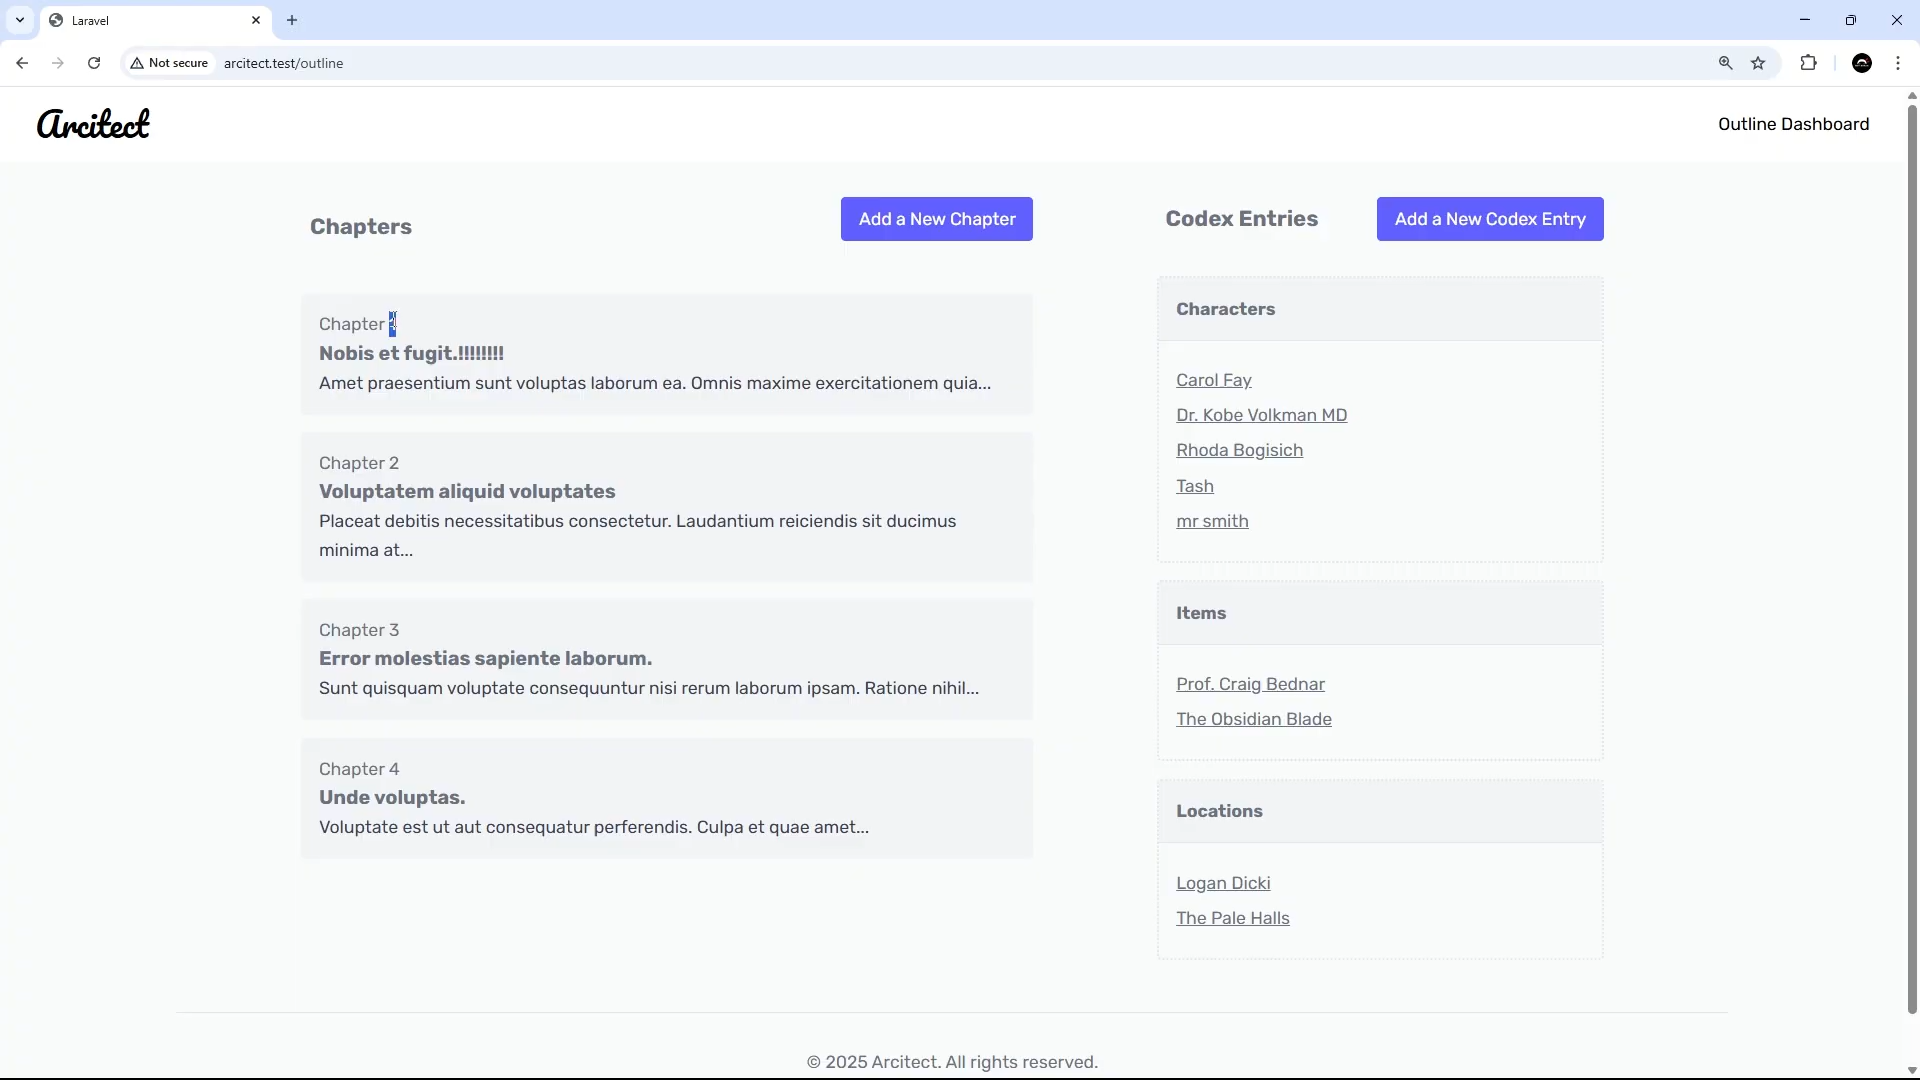 Laravel
Not secure
arcitect.test/outline
Arcitect
Outline Dashboard
Chapters
Add a New Chapter
Chapter
Nobis et fugit.!!!!!!!!
Amet praesentium sunt voluptas laborum ea. Omnis maxime exercitationem quia...
Chapter 2
Voluptatem aliquid voluptates
Placeat debitis necessitatibus consectetur. Laudantium reiciendis sit ducimus
minima at...
Chapter 3
Error molestias sapiente laborum.
Sunt quisquam voluptate consequuntur nisi rerum laborum ipsam. Ratione nihil...
Chapter 4
Unde voluptas.
Voluptate est ut aut consequatur perferendis. Culpa et quae amet...
Codex Entries
Add a New Codex Entry
Characters
Carol Fay
Dr. Kobe Volkman MD
Rhoda Bogisich
Tash
mr smith
Items
Prof. Craig Bednar
The Obsidian Blade
Locations
Logan Dicki
The Pale Halls
© 2025 Arcitect. All rights reserved.